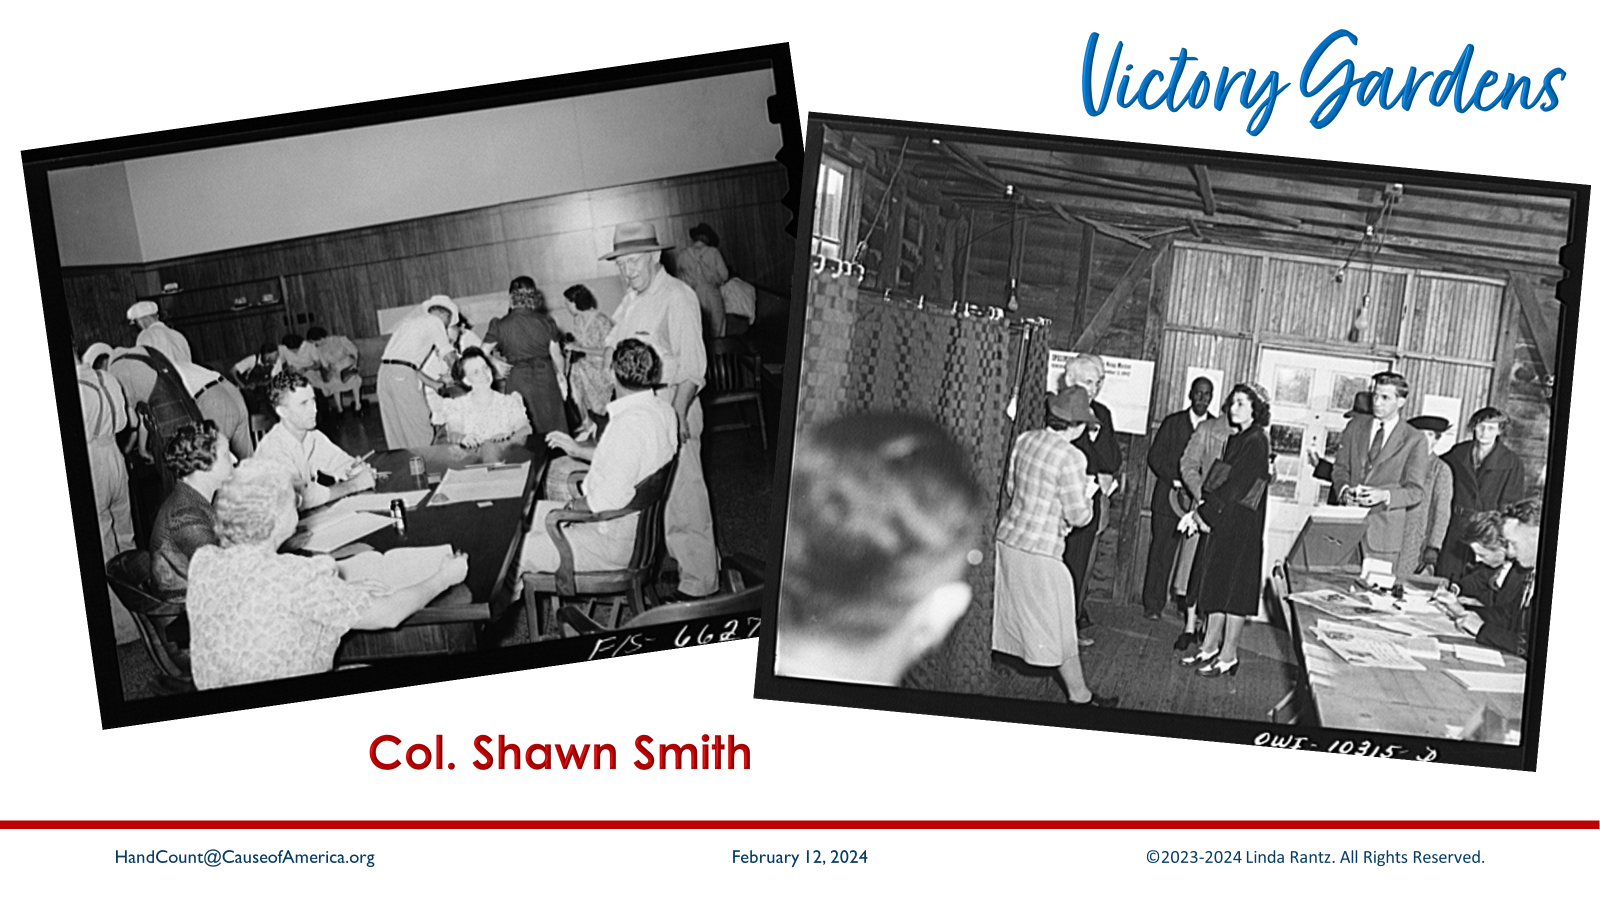 Victory Gardens
F/S- 6627
OWI-10315-D
Col. Shawn Smith
HandCount@CauseofAmerica.org
February 12, 2024
©2023-2024 Linda Rantz. All Rights Reserved.